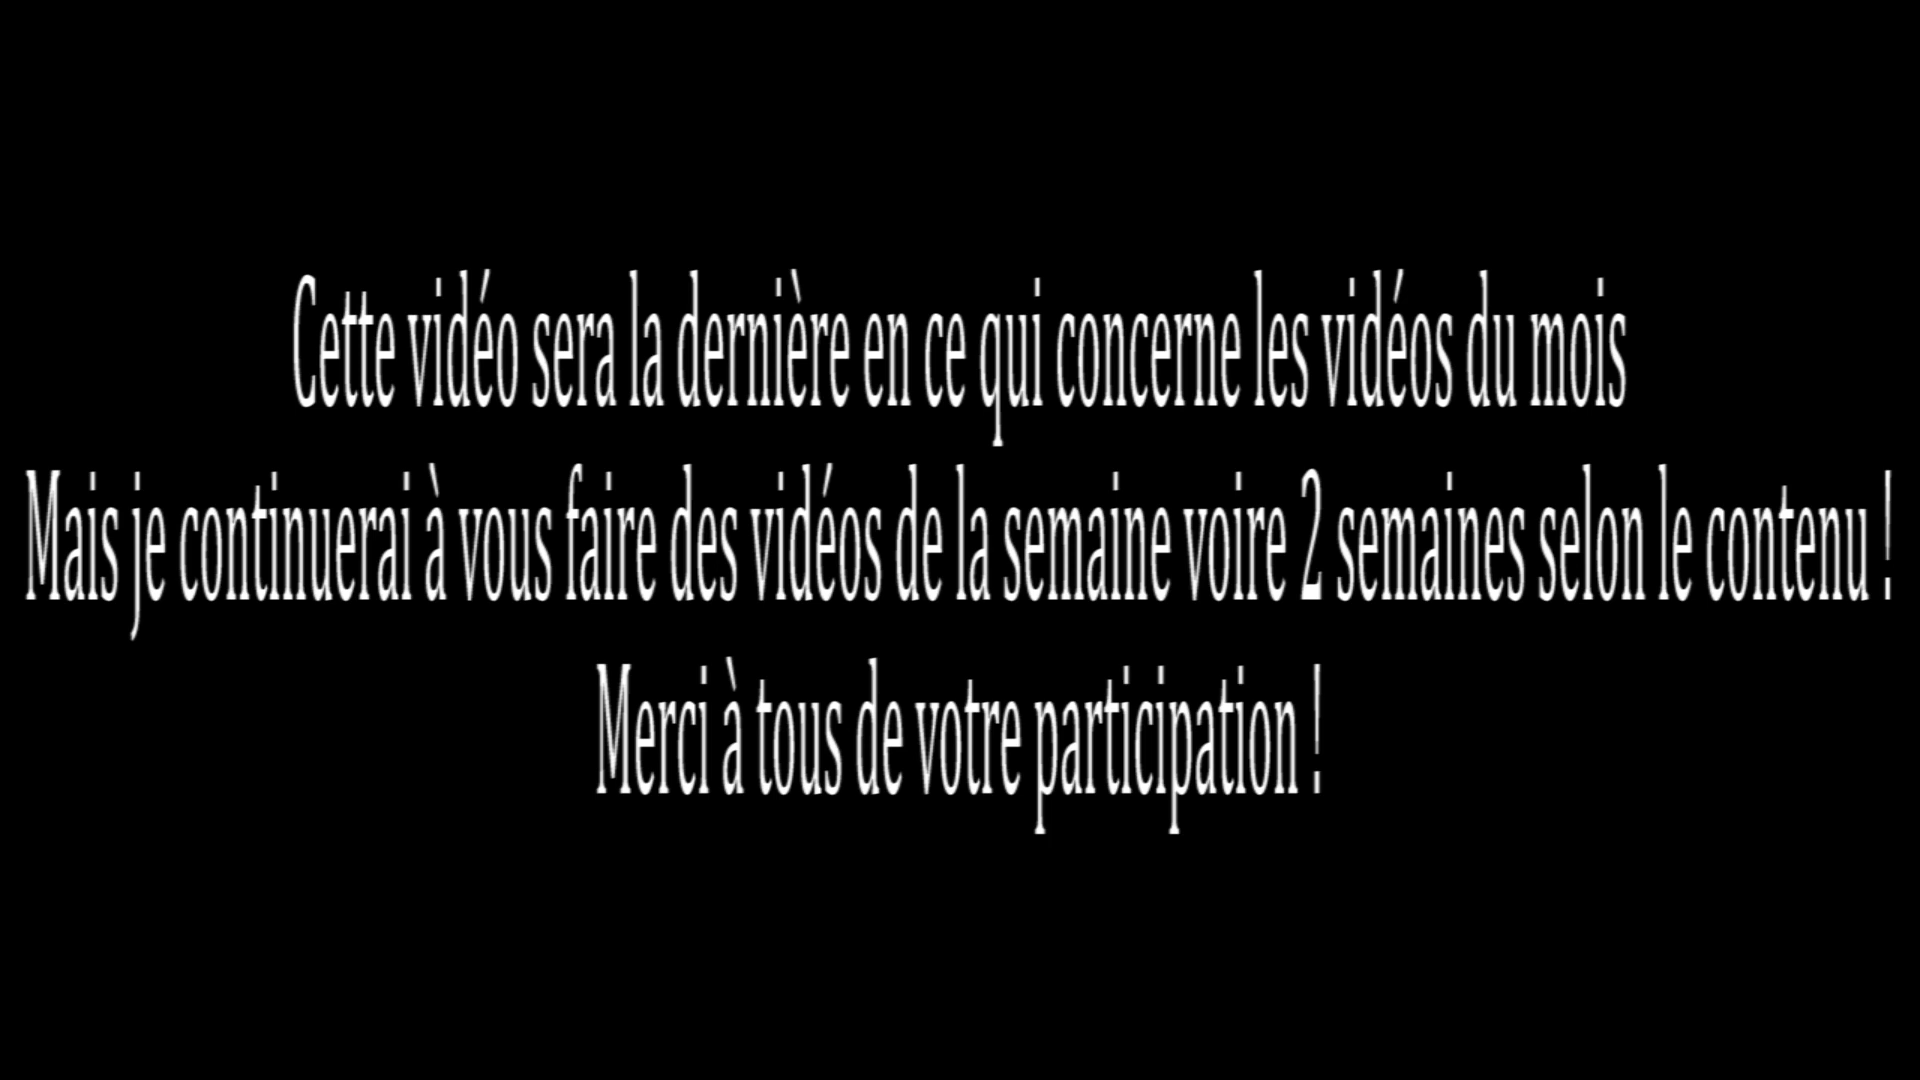 Cette vidéo sera la dernière en ce qui concerne les vidéos du mois
Mais je continuerai à vous faire des vidéos de la semaine voire 2 semaines selon le contenu !
Merci à tous de votre participation !